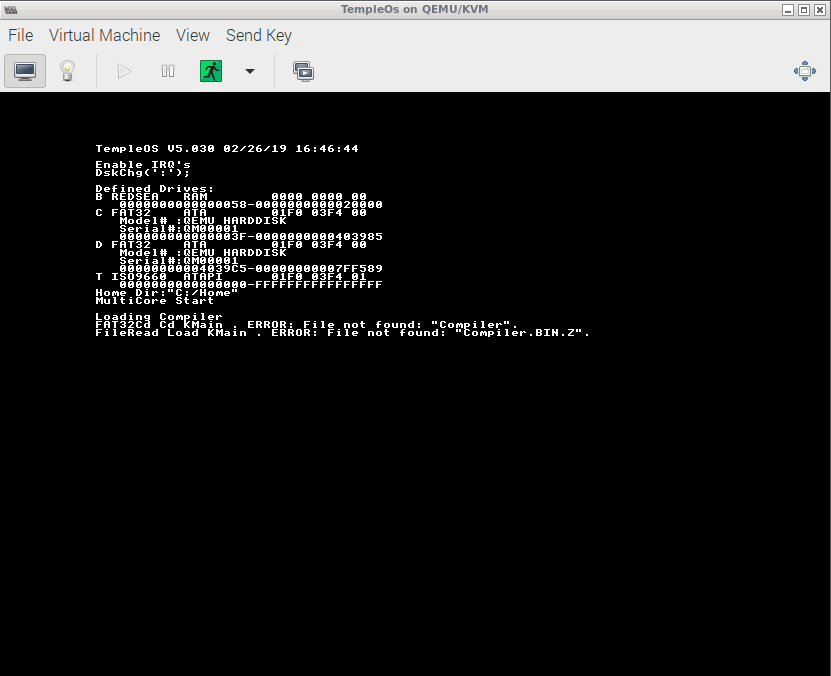 TempleOs on QEMU/KVM
File Virtual Machine View Send Key
TempleOS V5.030 02/26/19 16:46:44
Enable IRQ's
DskChg(':');
Defined Drives:
B REDSEA RAM 0000 0000 00
0000000000000058-0000000000020000
C FAT32 ATA 01F0 03F4 00
Model# :QEMU HARDDISK
Serial#:QM00001
000000000000003F-0000000000403985
D FAT32 ATA 01F0 03F4 00
Model# :QEMU HARDDISK
Serial#:QM00001
00000000004039C5-00000000007FF589
T ISO9660 ATAPI 01F0 03F4 01
0000000000000000-FFFFFFFFFFFFFFFF
Home Dir:"C:/Home"
MultiCore Start
Loading Compiler
FAT32Cd Cd KMain . ERROR: File not found: "Compiler".
FileRead Load KMain . ERROR: File not found: "Compiler.BIN.Z".